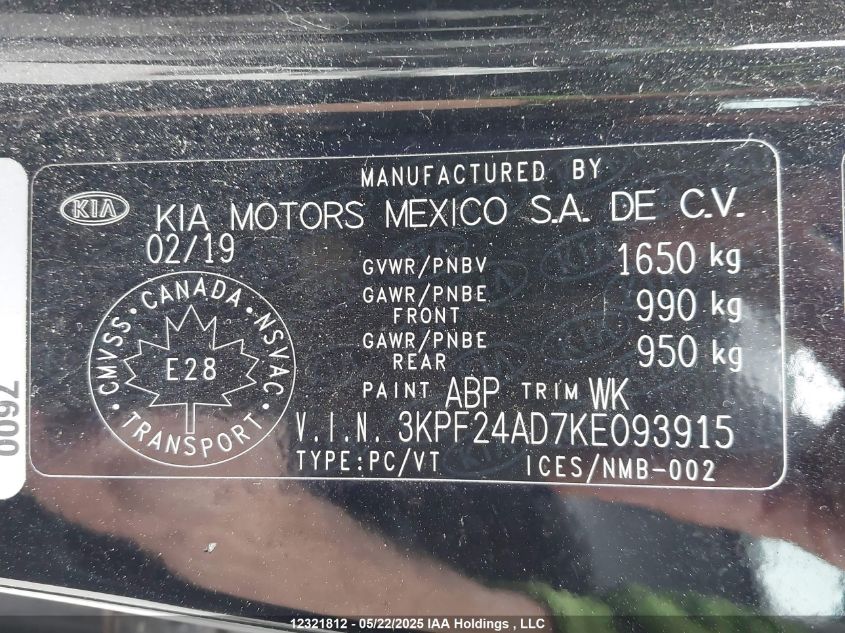 MANUFACTURED BY
KIA KIA MOTORS MEXICO S.A. DE C.V.
02/19
GVWR/PNBV 1650 kg
GAWR/PNBE FRONT 990 kg
GAWR/PNBE REAR 950 kg
PAINT ABP TRIM WK
V.I.N. 3KPF24AD7KE093915
TYPE:PC/VT ICES/NMB-002
CMVSS · CANADA · NSVAC · TRANSPORT ·
E28
7600
12321812 - 05/22/2025 IAA Holdings , LLC